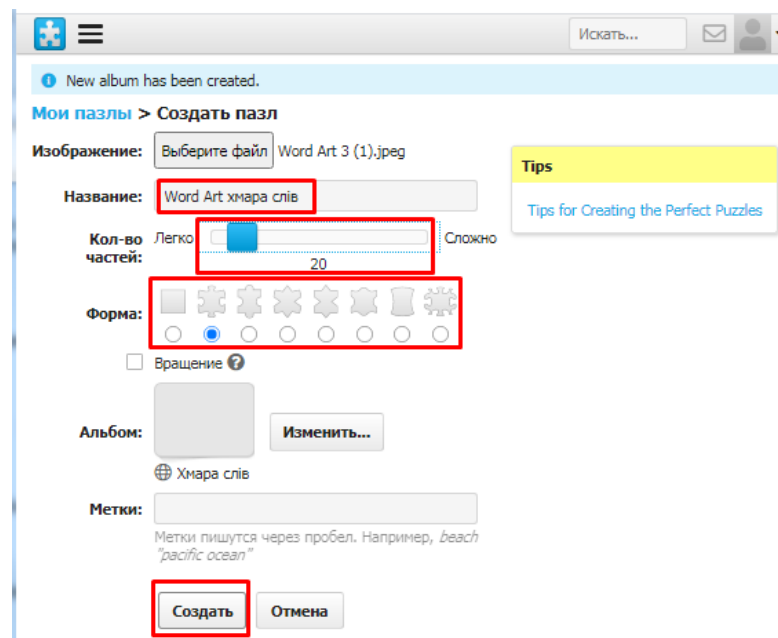 Искать...
New album has been created.
Мои пазлы > Создать пазл
Изображение: Выберите файл Word Art 3 (1).jpeg
Tips
Название: Word Art хмара слів
Tips for Creating the Perfect Puzzles
Кол-во частей: Легко Сложно
20
Форма:
Вращение ?
Альбом: Изменить...
Хмара слів
Метки:
Метки пишутся через пробел. Например, beach
"pacific ocean"
Создать Отмена